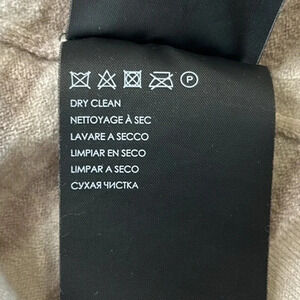 P
DRY CLEAN
NETTOYAGE À SEC
LAVARE A SECCO
LIMPIAR EN SECO
LIMPAR A SECO
СУХАЯ ЧИСТКА